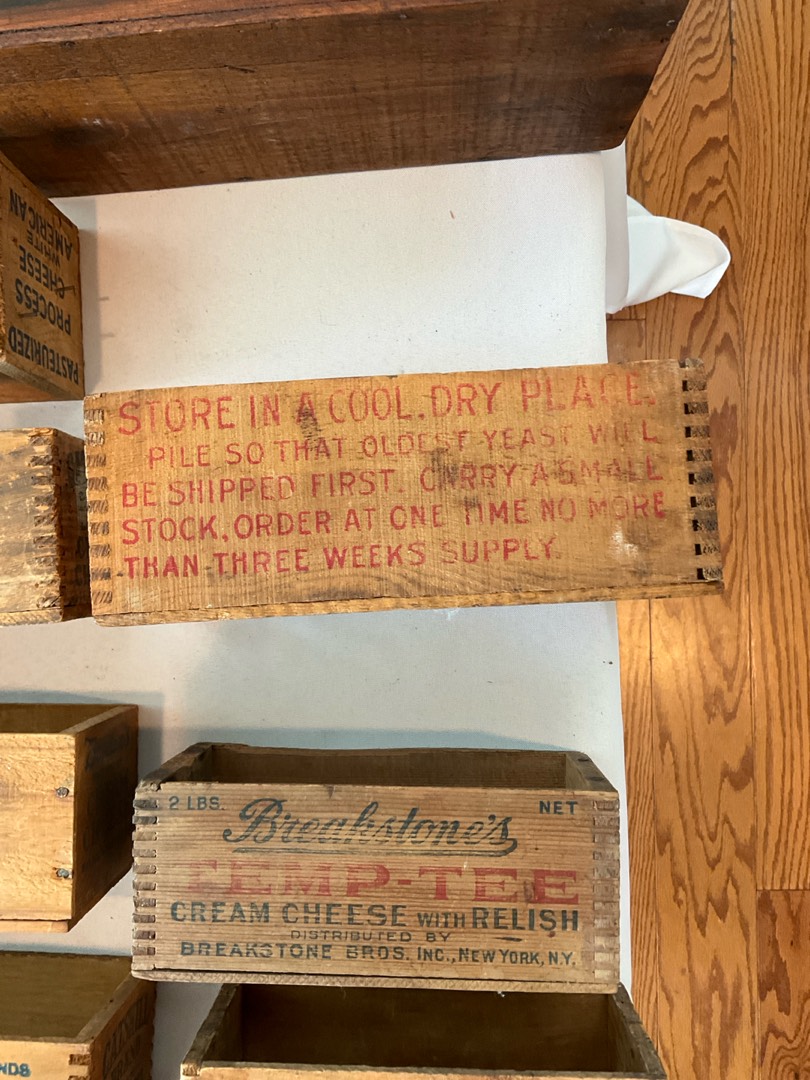 PASTEURIZED
PROCESS
CHEESE
WHITE
AMERICAN
STORE IN A COOL, DRY PLACE.
PILE SO THAT OLDEST YEAST WILL
BE SHIPPED FIRST. CARRY A SMALL
STOCK, ORDER AT ONE TIME NO MORE
THAN THREE WEEKS SUPPLY.
2 LBS. NET
Breakstone's
TEMP-TEE
CREAM CHEESE WITH RELISH
DISTRIBUTED BY
BREAKSTONE BROS. INC., NEW YORK, N.Y.